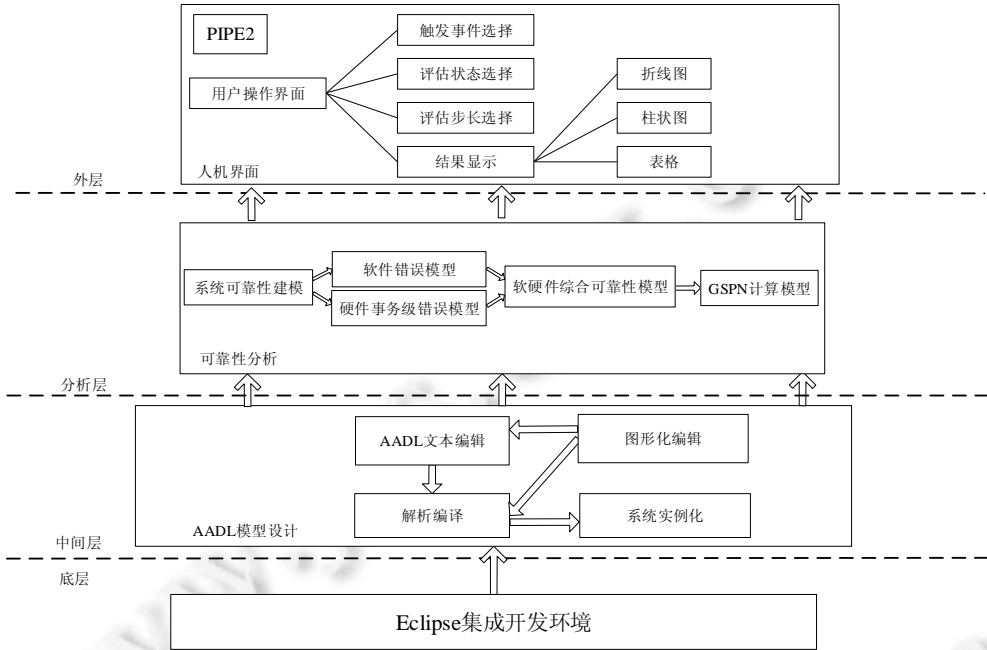 PIPE2
触发事件选择
评估状态选择
折线图
用户操作界面
评估步长选择
柱状图
结果显示
表格
人机界面
外层
软件错误模型
系统可靠性建模
软硬件综合可靠性模型
GSPN计算模型
硬件事务级错误模型
可靠性分析
分析层
AADL文本编辑
图形化编辑
解析编译
系统实例化
AADL模型设计
中间层
底层
Eclipse集成开发环境